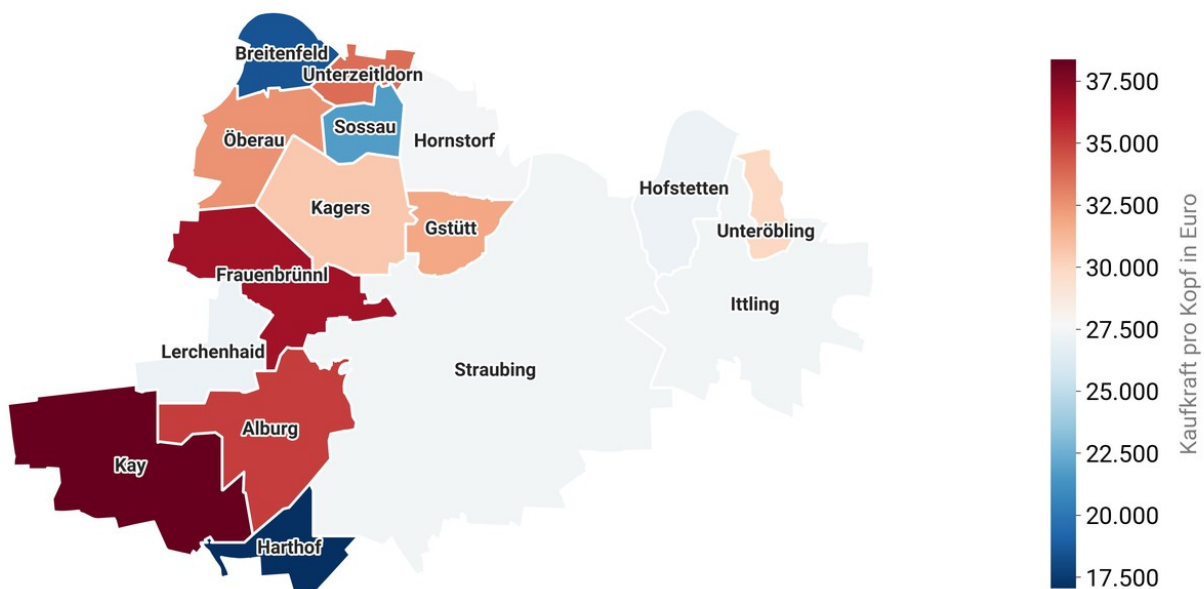 Breitenfeld
Unterzeitldorn
Öberau
Sossau
Hornstorf
Kagers
Gstütt
Hofstetten
Unteröbling
Frauenbrünnl
Ittling
Lerchenhaid
Straubing
Alburg
Kay
Harthof
37.500
35.000
32.500
30.000
27.500
25.000
22.500
20.000
17.500
Kaufkraft pro Kopf in Euro